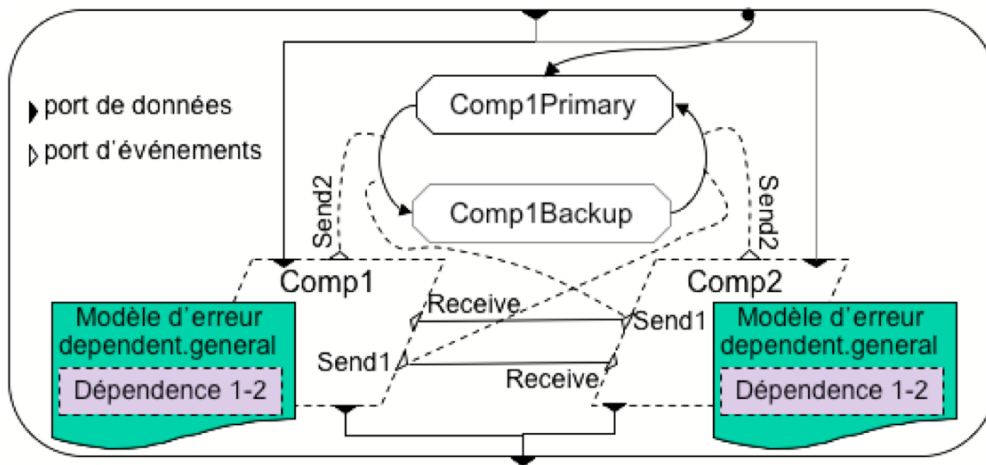 Comp1Primary
port de données
port d'événements
Send2
Comp1Backup
Send2
Comp1
Comp2
Receive
Send1
Modèle d'erreur
dependent.general
Dépendence 1-2
Send1
Receive
Modèle d'erreur
dependent.general
Dépendence 1-2